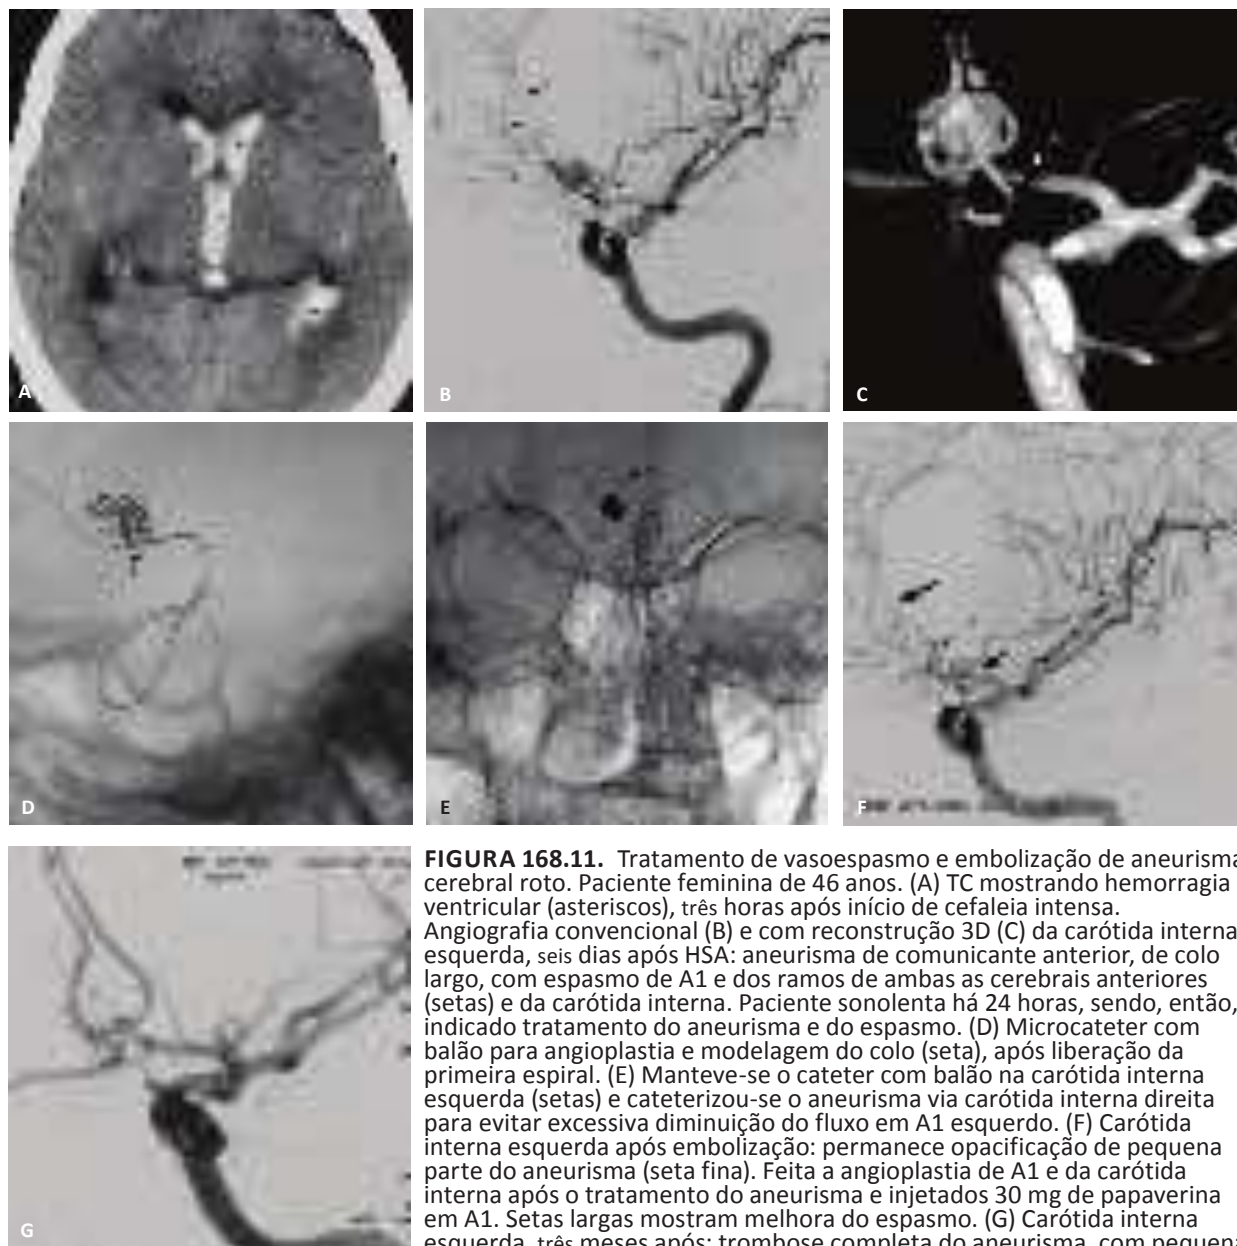 A
B
C
D
E
F
G
FIGURA 168.11. Tratamento de vasoespasmo e embolização de aneurisma
cerebral roto. Paciente feminina de 46 anos. (A) TC mostrando hemorragia
ventricular (asteriscos), três horas após início de cefaleia intensa.
Angiografia convencional (B) e com reconstrução 3D (C) da carótida interna
esquerda, seis dias após HSA: aneurisma de comunicante anterior, de colo
largo, com espasmo de A1 e dos ramos de ambas as cerebrais anteriores
(setas) e da carótida interna. Paciente sonolenta há 24 horas, sendo, então,
indicado tratamento do aneurisma e do espasmo. (D) Microcateter com
balão para angioplastia e modelagem do colo (seta), após liberação da
primeira espiral. (E) Manteve-se o cateter com balão na carótida interna
esquerda (setas) e cateterizou-se o aneurisma via carótida interna direita
para evitar excessiva diminuição do fluxo em A1 esquerdo. (F) Carótida
interna esquerda após embolização: permanece opacificação de pequena
parte do aneurisma (seta fina). Feita a angioplastia de A1 e da carótida
interna após o tratamento do aneurisma e injetados 30 mg de papaverina
em A1. Setas largas mostram melhora do espasmo. (G) Carótida interna
esquerda, três meses após: trombose completa do aneurisma, com pequena